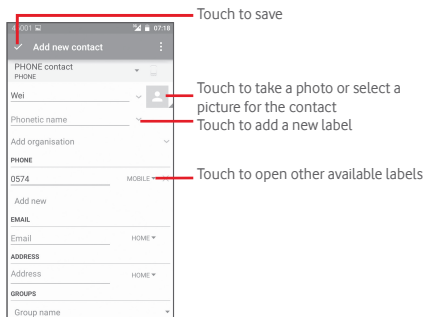 Touch to save
46001 07:18
Add new contact
PHONE contact
PHONE
Wei
Touch to take a photo or select a
picture for the contact
Phonetic name
Touch to add a new label
Add organisation
PHONE
0574 MOBILE
Touch to open other available labels
Add new
EMAIL
Email HOME
ADDRESS
Address HOME
GROUPS
Group name